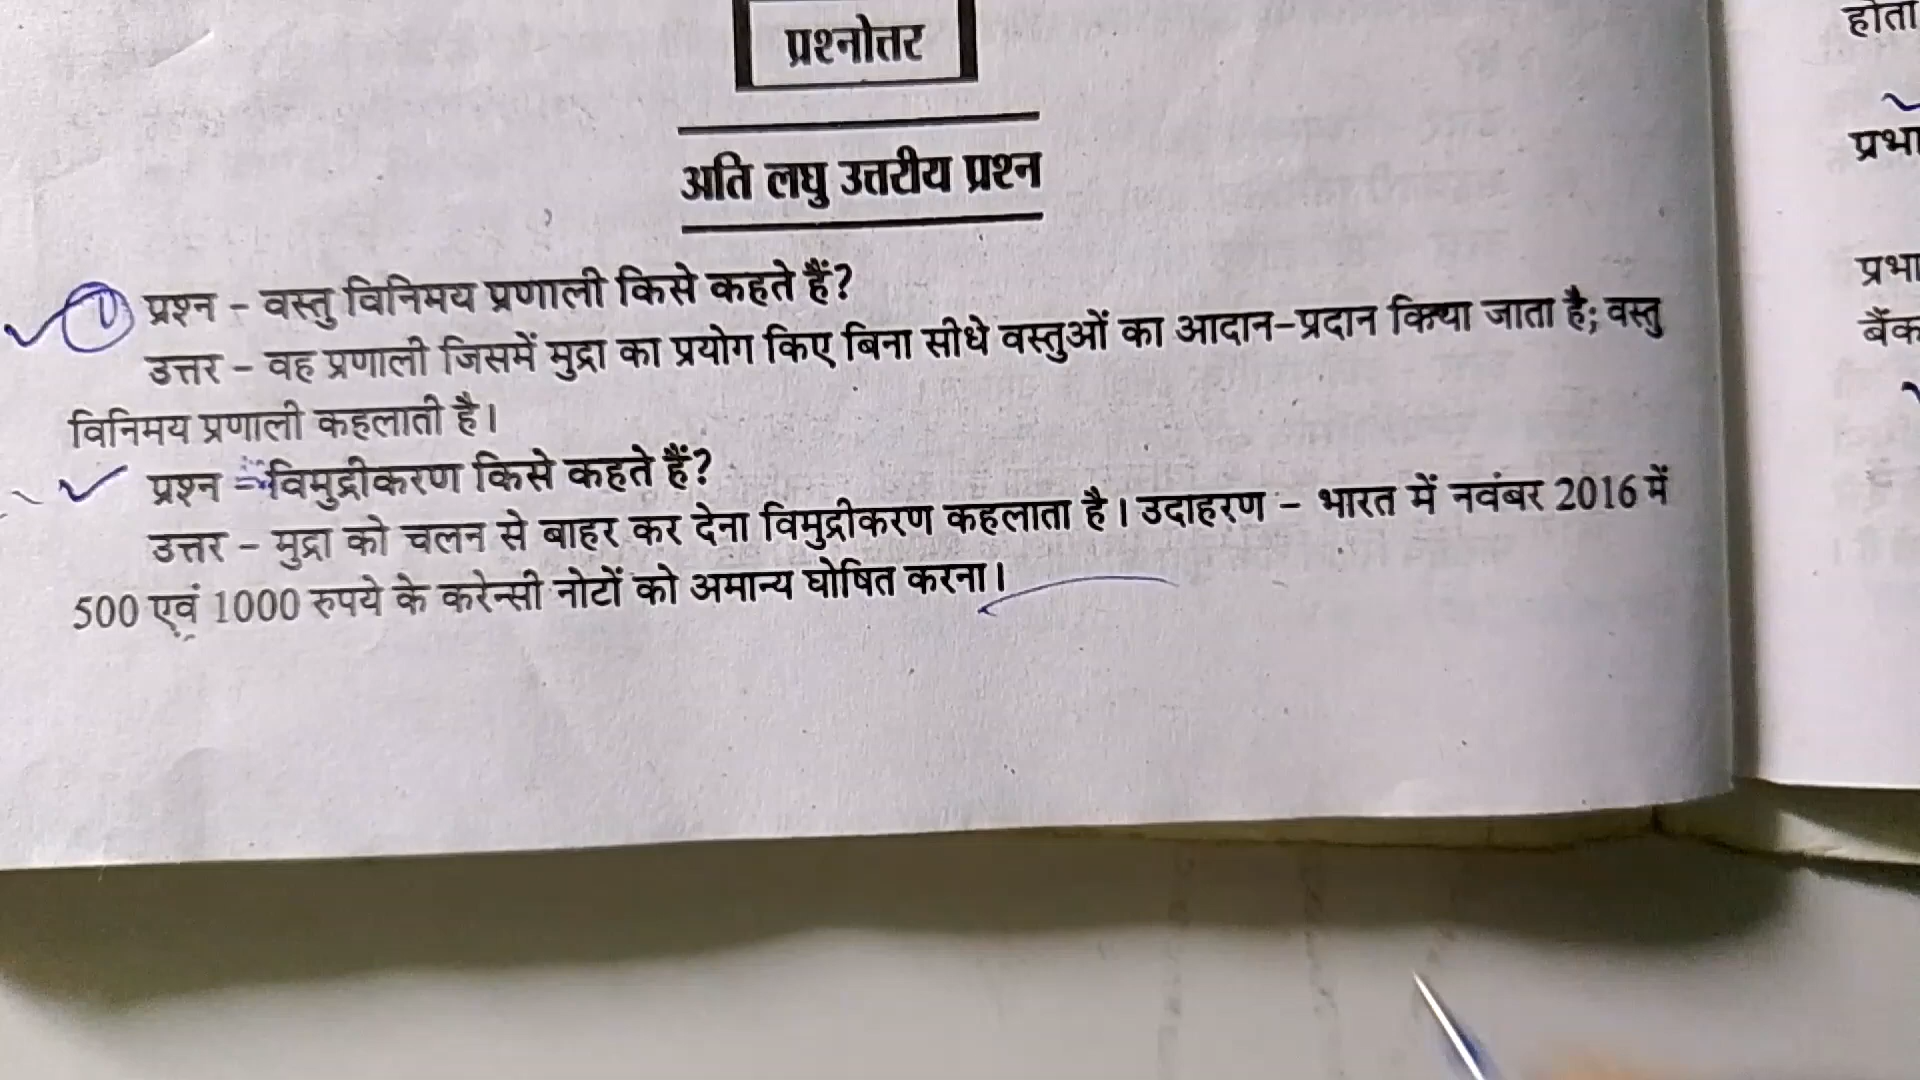 प्रश्नोत्तर
अति लघु उत्तरीय प्रश्न
① प्रश्न – वस्तु विनिमय प्रणाली किसे कहते हैं?
उत्तर – वह प्रणाली जिसमें मुद्रा का प्रयोग किए बिना सीधे वस्तुओं का आदान-प्रदान किया जाता है; वस्तु
विनिमय प्रणाली कहलाती है।
प्रश्न – विमुद्रीकरण किसे कहते हैं?
उत्तर – मुद्रा को चलन से बाहर कर देना विमुद्रीकरण कहलाता है। उदाहरण – भारत में नवंबर 2016 में
500 एवं 1000 रुपये के करेन्सी नोटों को अमान्य घोषित करना।
होता
प्रभा
प्रभा
बैंक